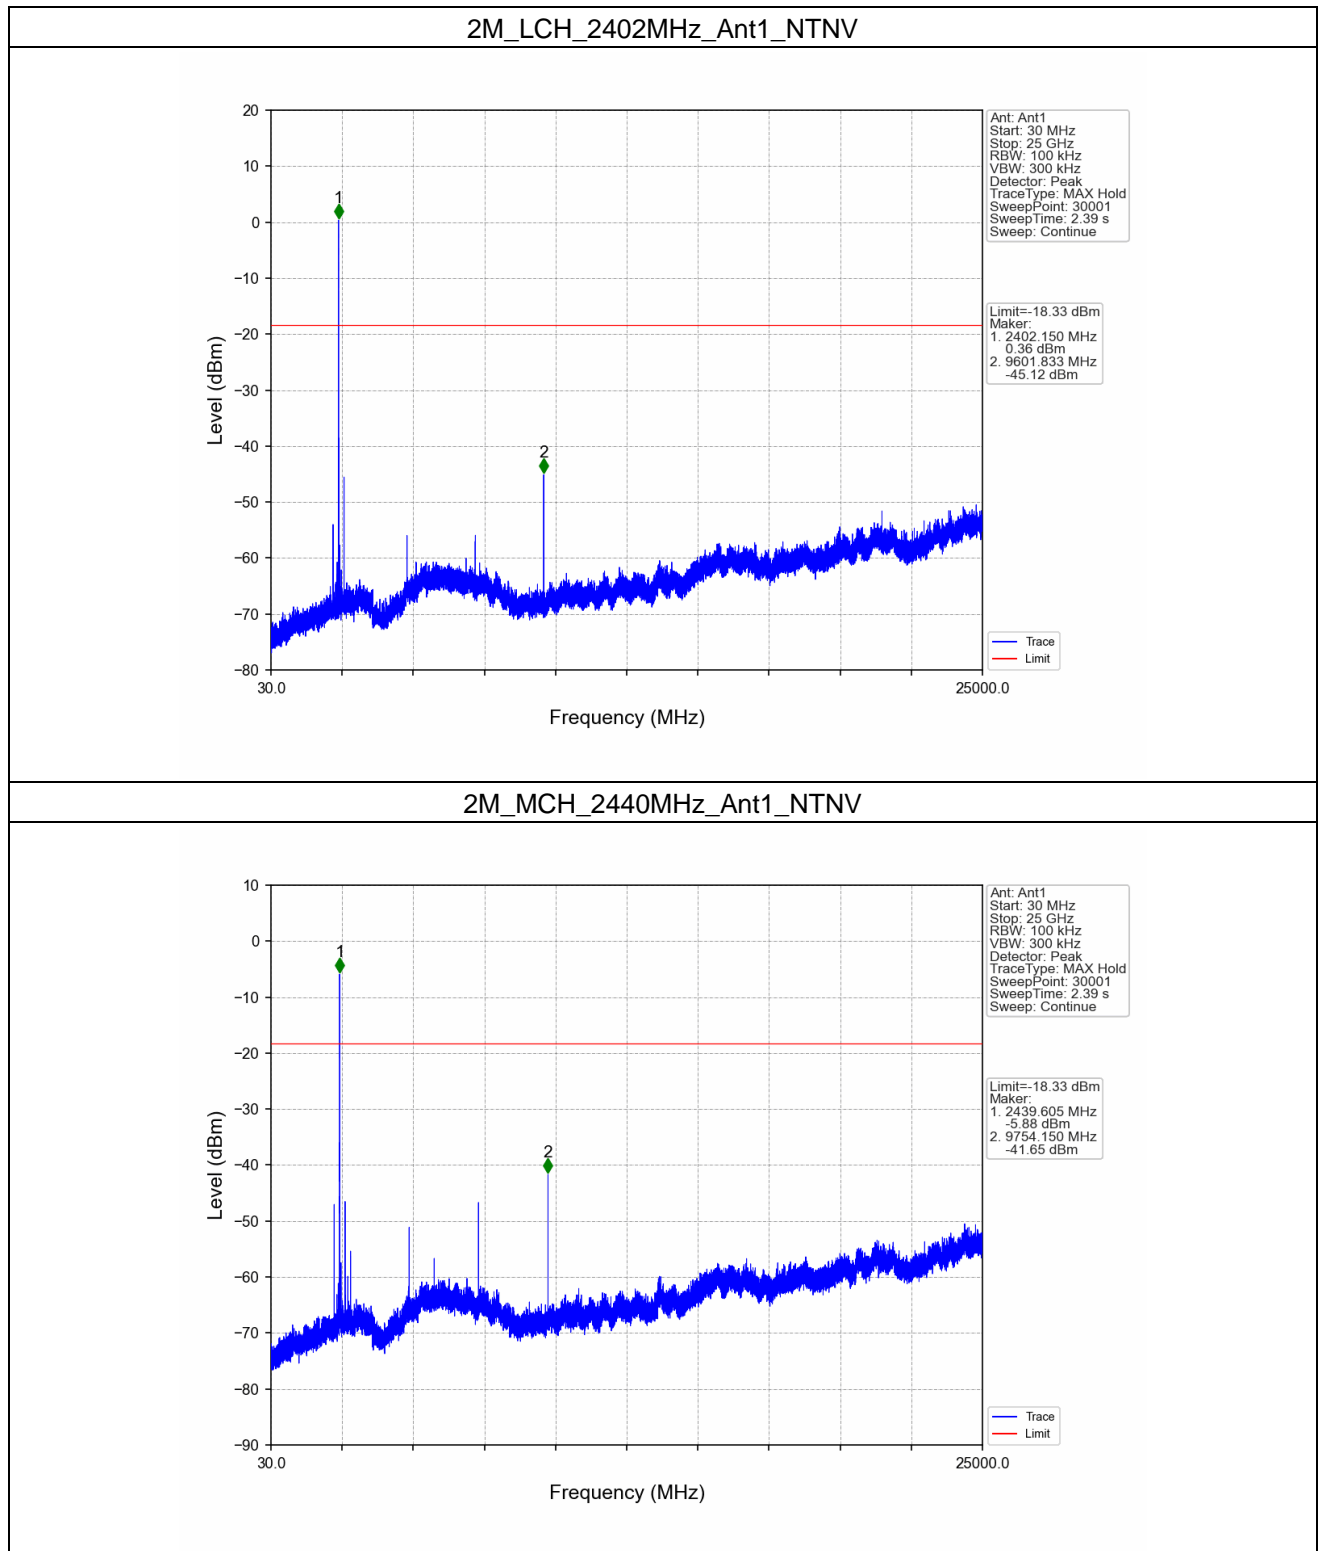 2M_LCH_2402MHz_Ant1_NTNV
20
10
0
−10
−20
−30
−40
−50
−60
−70
−80
Level (dBm)
1
2
30.0
25000.0
Frequency (MHz)
Ant: Ant1
Start: 30 MHz
Stop: 25 GHz
RBW: 100 kHz
VBW: 300 kHz
Detector: Peak
TraceType: MAX Hold
SweepPoint: 30001
SweepTime: 2.39 s
Sweep: Continue
Limit=-18.33 dBm
Maker:
1. 2402.150 MHz
0.36 dBm
2. 9601.833 MHz
-45.12 dBm
Trace
Limit
2M_MCH_2440MHz_Ant1_NTNV
10
0
−10
−20
−30
−40
−50
−60
−70
−80
−90
Level (dBm)
1
2
30.0
25000.0
Frequency (MHz)
Ant: Ant1
Start: 30 MHz
Stop: 25 GHz
RBW: 100 kHz
VBW: 300 kHz
Detector: Peak
TraceType: MAX Hold
SweepPoint: 30001
SweepTime: 2.39 s
Sweep: Continue
Limit=-18.33 dBm
Maker:
1. 2439.605 MHz
-5.88 dBm
2. 9754.150 MHz
-41.65 dBm
Trace
Limit